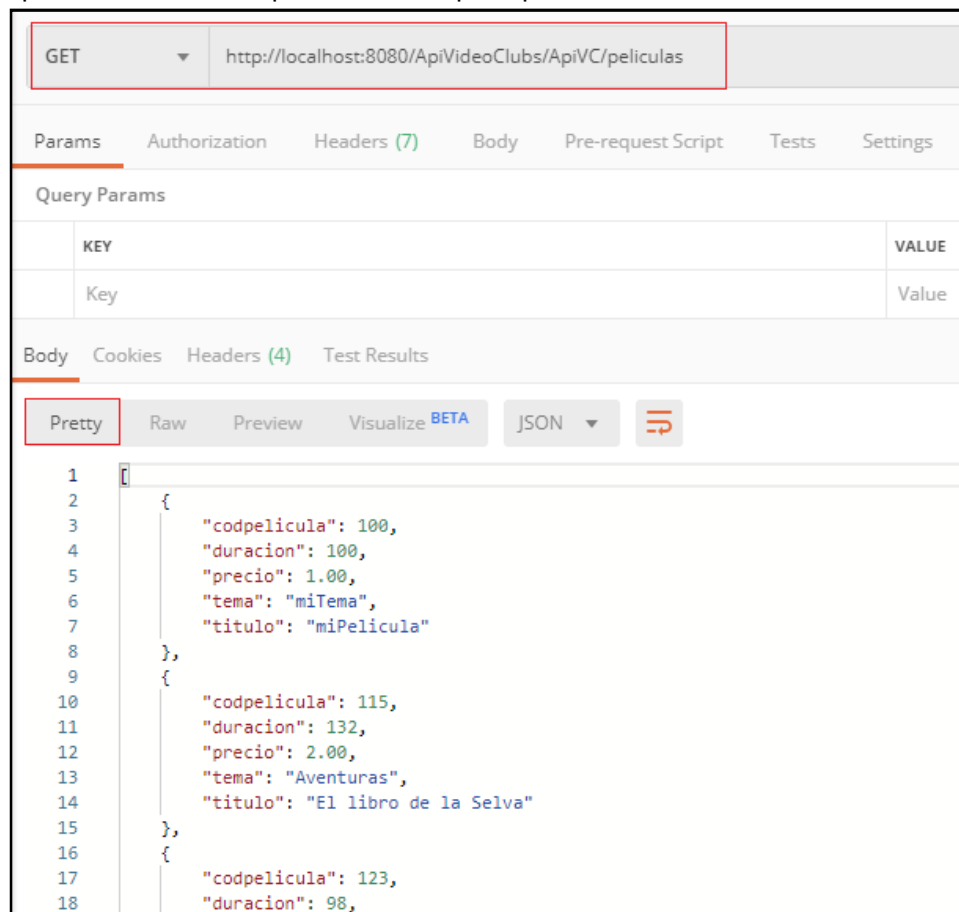 GET http://localhost:8080/ApiVideoClubs/ApiVC/peliculas
Params Authorization Headers (7) Body Pre-request Script Tests Settings
Query Params
KEY VALUE
Key Value
Body Cookies Headers (4) Test Results
Pretty Raw Preview Visualize BETA JSON
1 [
2 {
3 "codpelicula": 100,
4 "duracion": 100,
5 "precio": 1.00,
6 "tema": "miTema",
7 "titulo": "miPelicula"
8 },
9 {
10 "codpelicula": 115,
11 "duracion": 132,
12 "precio": 2.00,
13 "tema": "Aventuras",
14 "titulo": "El libro de la Selva"
15 },
16 {
17 "codpelicula": 123,
18 "duracion": 98,